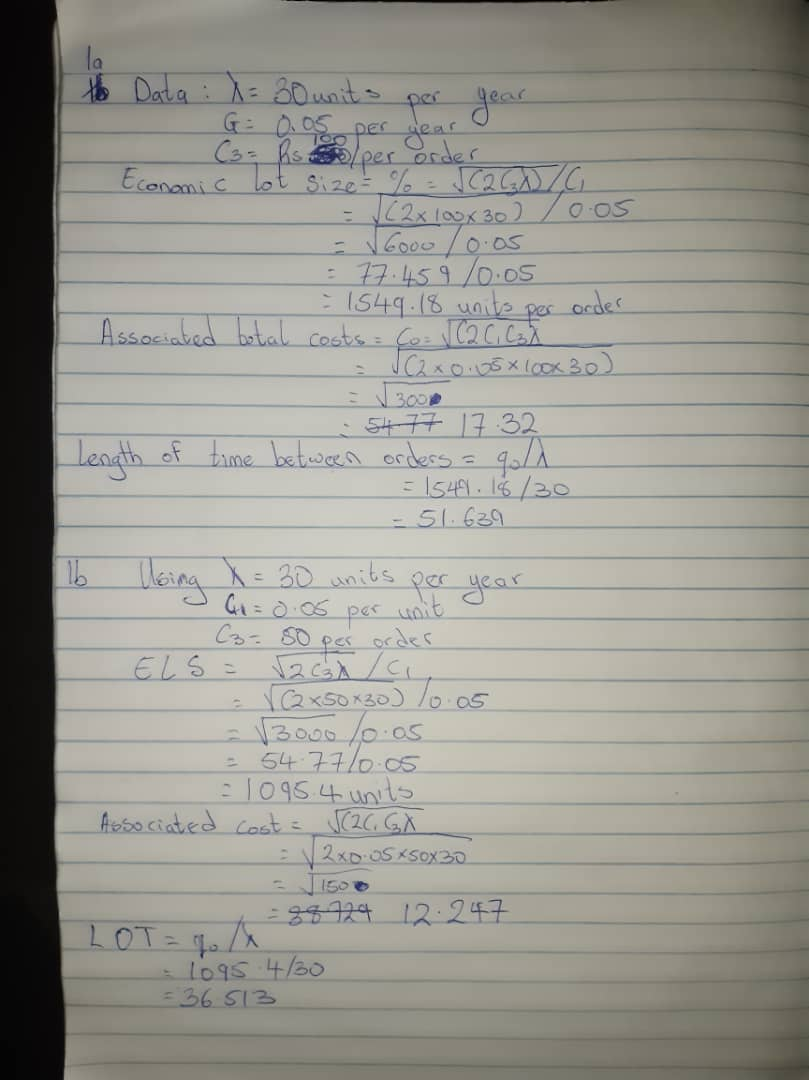 1a
Data : λ = 30 units per year
C1 = 0.05 per year
C3 = Rs 100 /per order
Economic lot size = q0 = √(2C3λ) / C1
= √(2×100×30) / 0.05
= √6000 / 0.05
= 77.459 /0.05
= 1549.18 units per order
Associated total costs = C0 = √(2C1C3λ
= √(2×0.05×100×30)
= √300
= 54.77 17.32
Length of time between orders = q0/λ
= 1549.18/30
= 51.639
1b Using λ = 30 units per year
C1 = 0.05 per unit
C3 = 50 per order
ELS = √2C3λ / C1
= √(2×50×30) /0.05
= √3000 /0.05
= 54.77/0.05
= 1095.4 units
Associated cost = √(2C1C3λ
= √2×0.05×50×30
= √150
= 38.729 12.247
LOT = q0/λ
= 1095.4/30
= 36.513